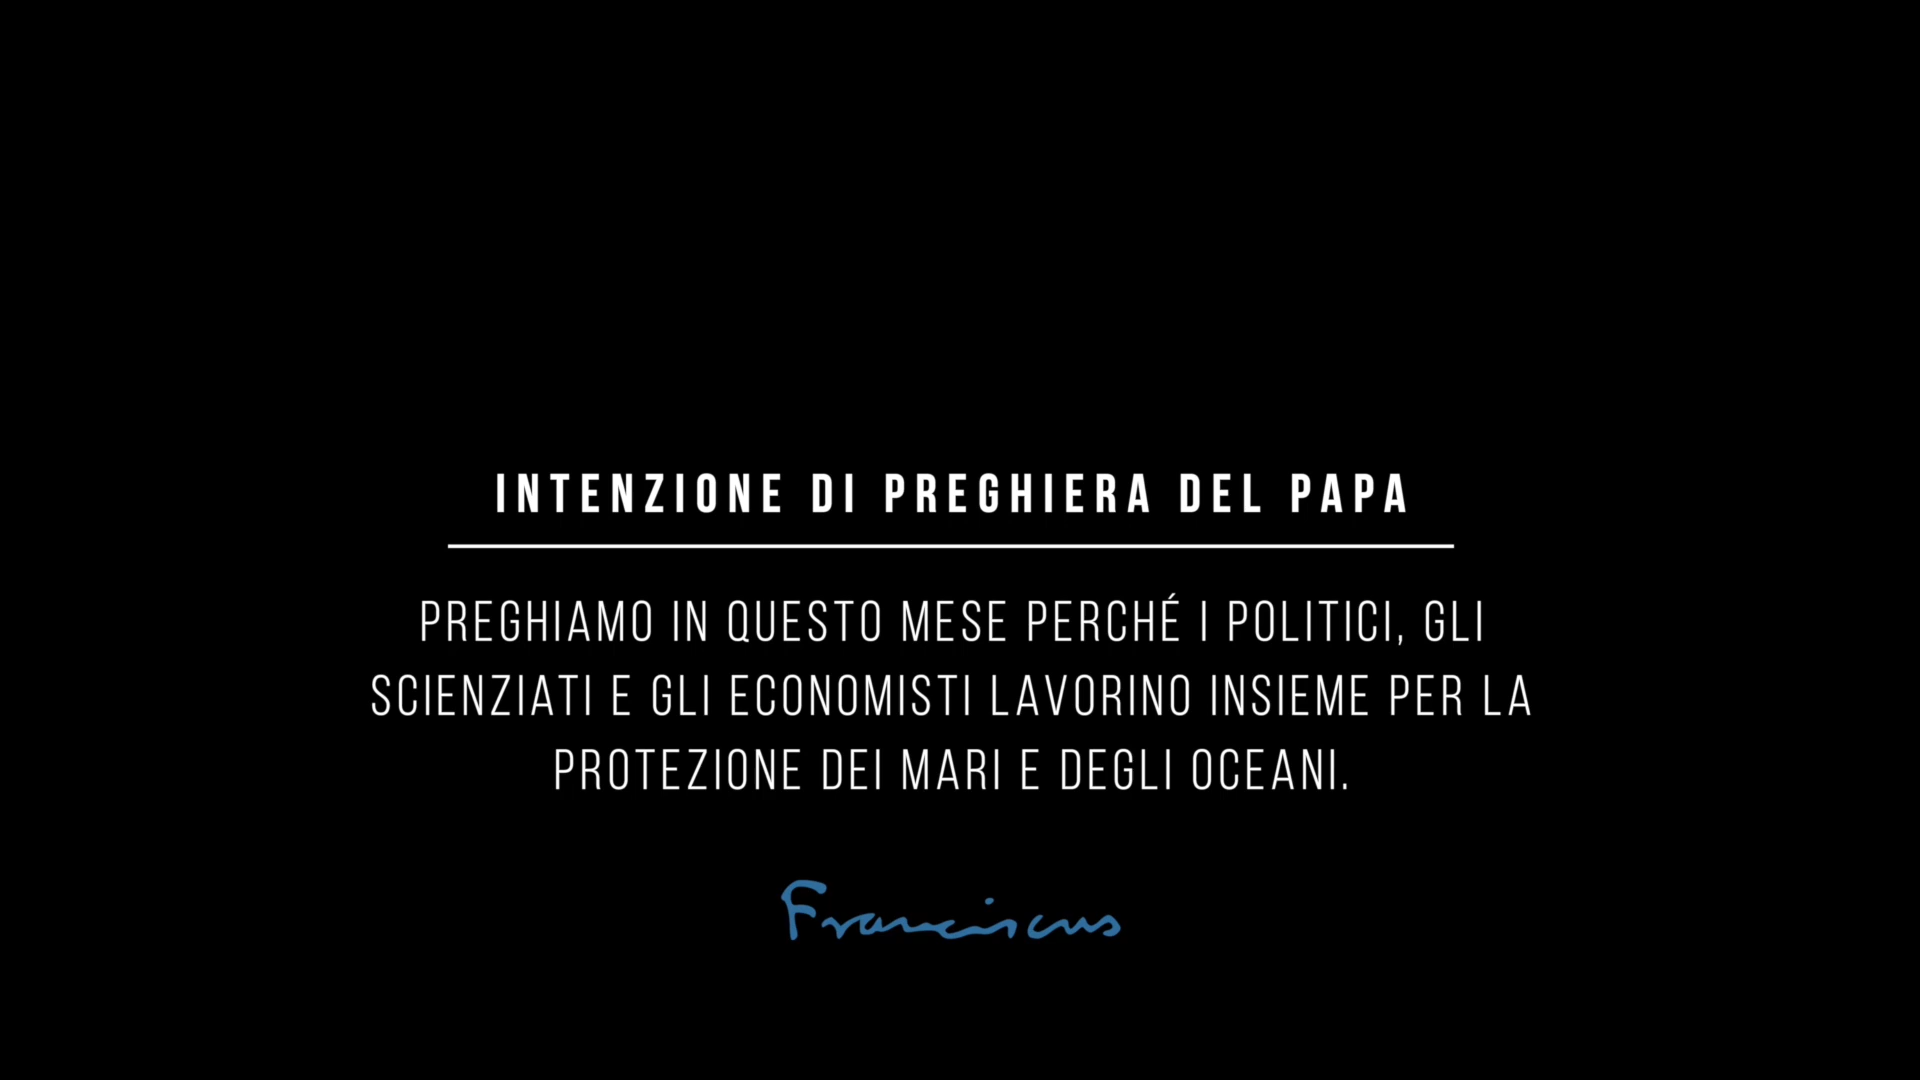 INTENZIONE DI PREGHIERA DEL PAPA
PREGHIAMO IN QUESTO MESE PERCHÉ I POLITICI, GLI
SCIENZIATI E GLI ECONOMISTI LAVORINO INSIEME PER LA
PROTEZIONE DEI MARI E DEGLI OCEANI.
Franciscus